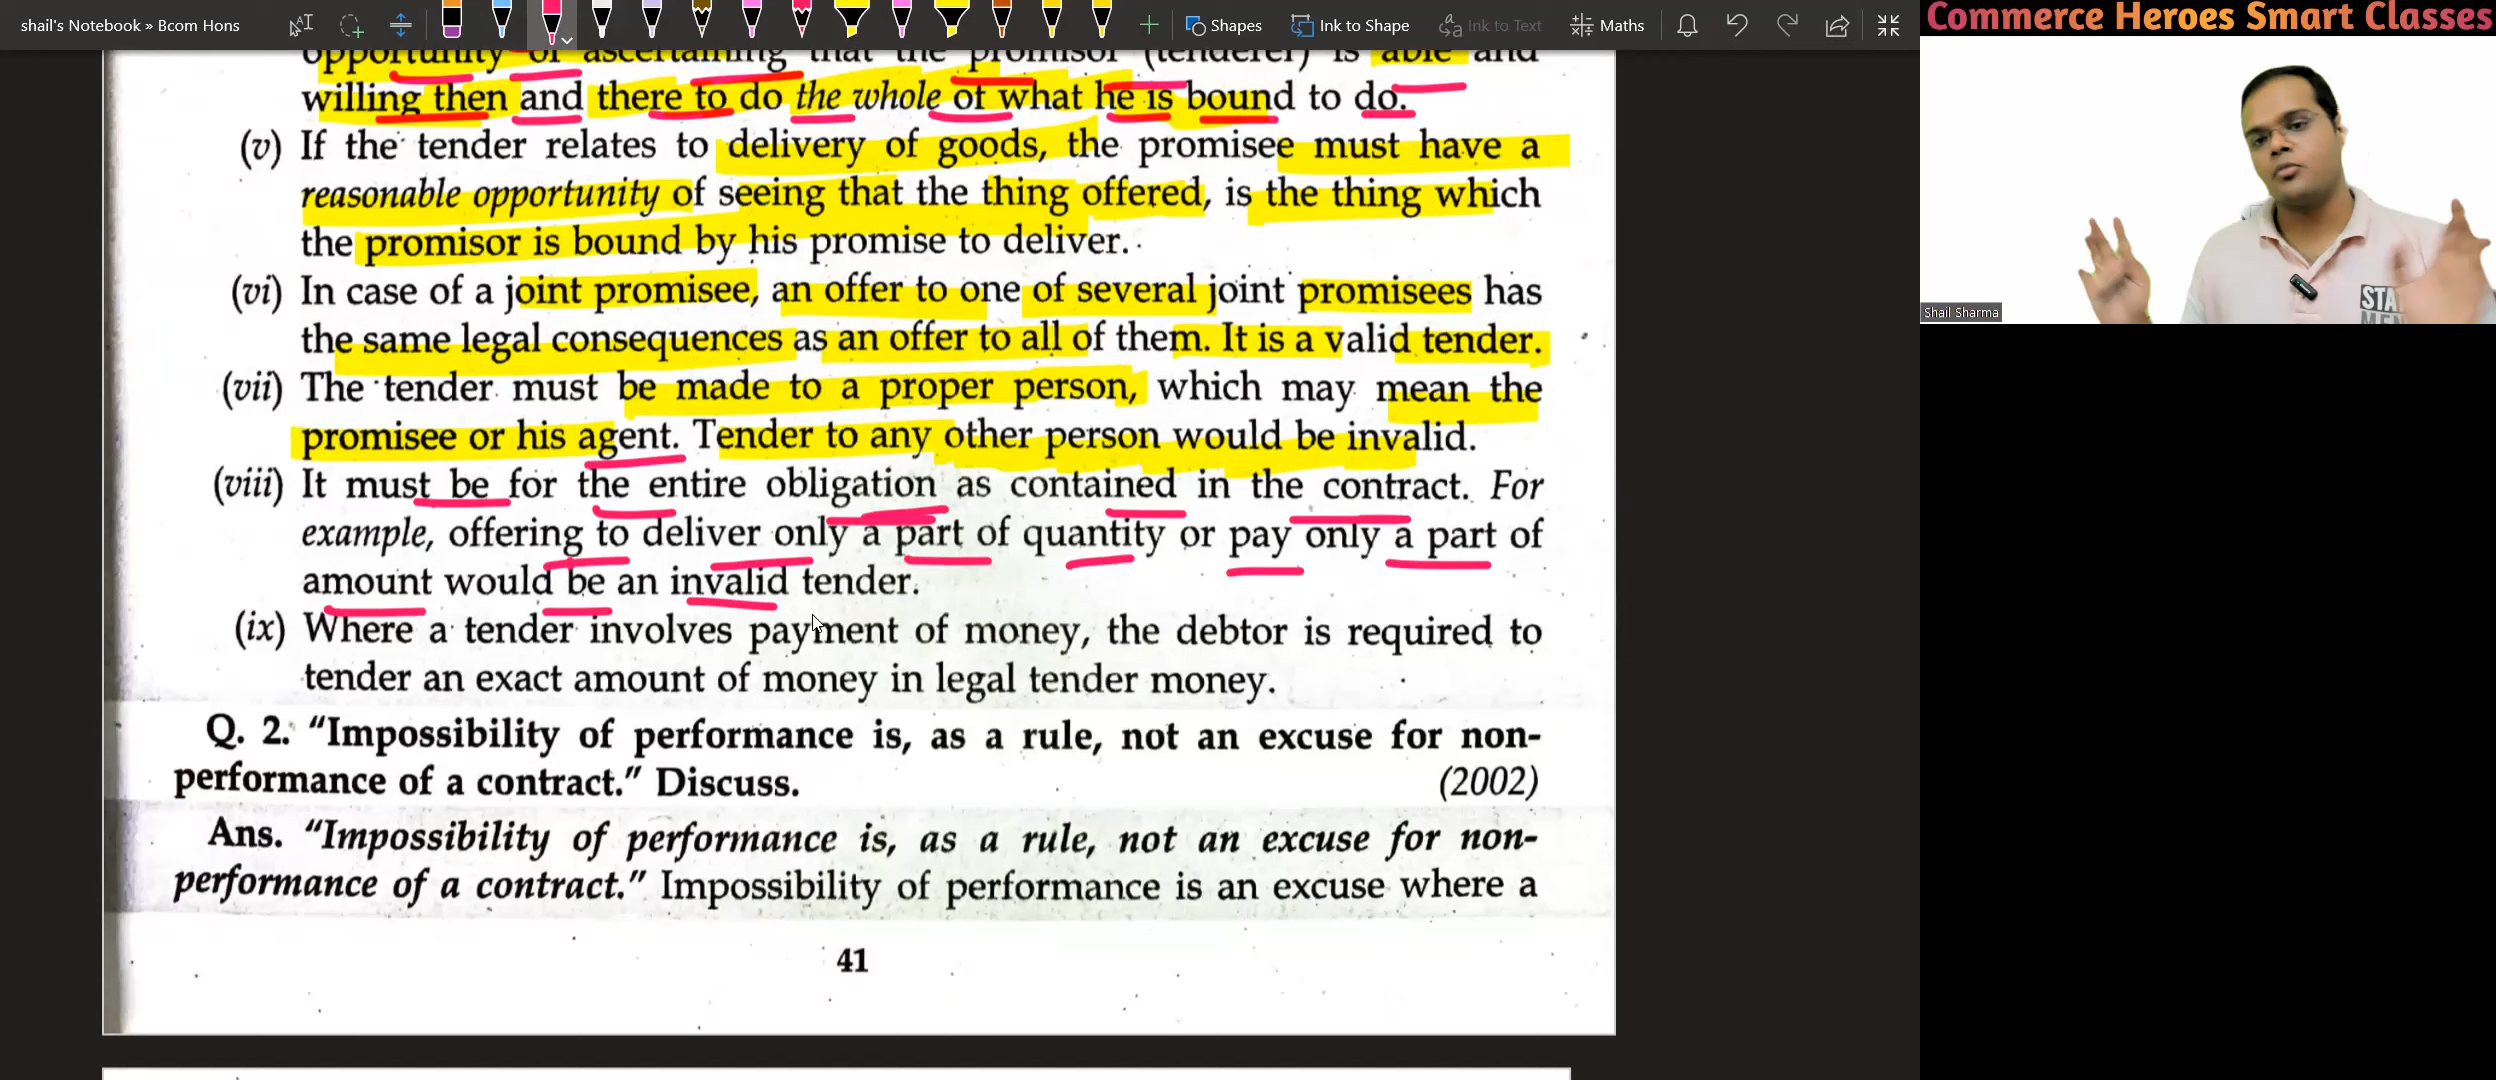 shail's Notebook » Bcom Hons
Shapes
Ink to Shape
Ink to Text
Maths
Commerce Heroes Smart Classes
opportunity of ascertaining that the promisor (tenderer) is able and
willing then and there to do the whole of what he is bound to do.
(v) If the tender relates to delivery of goods, the promisee must have a
reasonable opportunity of seeing that the thing offered, is the thing which
the promisor is bound by his promise to deliver.
(vi) In case of a joint promisee, an offer to one of several joint promisees has
the same legal consequences as an offer to all of them. It is a valid tender.
(vii) The tender must be made to a proper person, which may mean the
promisee or his agent. Tender to any other person would be invalid.
(viii) It must be for the entire obligation as contained in the contract. For
example, offering to deliver only a part of quantity or pay only a part of
amount would be an invalid tender.
(ix) Where a tender involves payment of money, the debtor is required to
tender an exact amount of money in legal tender money.
Q. 2. “Impossibility of performance is, as a rule, not an excuse for non-
performance of a contract.” Discuss. (2002)
Ans. “Impossibility of performance is, as a rule, not an excuse for non-
performance of a contract.” Impossibility of performance is an excuse where a
41
Shail Sharma